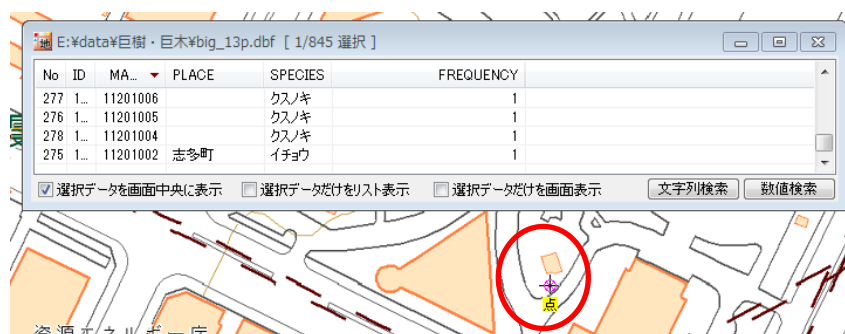 E:¥data¥巨樹・巨木¥big_13p.dbf [ 1/845 選択 ]
No ID MA... PLACE SPECIES FREQUENCY
277 1... 11201006 クスノキ 1
276 1... 11201005 クスノキ 1
278 1... 11201004 クスノキ 1
275 1... 11201002 志多町 イチョウ 1
選択データを画面中央に表示 選択データだけをリスト表示 選択データだけを画面表示 文字列検索 数値検索
点
資源エネルギー庁